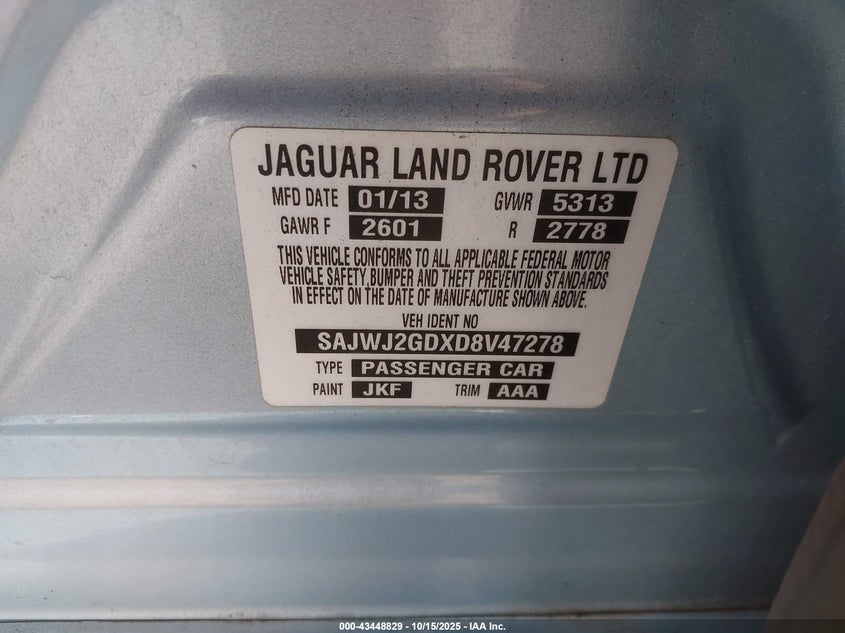 JAGUAR LAND ROVER LTD
MFD DATE 01/13 GVWR 5313
GAWR F 2601 R 2778
THIS VEHICLE CONFORMS TO ALL APPLICABLE FEDERAL MOTOR
VEHICLE SAFETY,BUMPER AND THEFT PREVENTION STANDARDS
IN EFFECT ON THE DATE OF MANUFACTURE SHOWN ABOVE.
VEH IDENT NO
SAJWJ2GDXD8V47278
TYPE PASSENGER CAR
PAINT JKF TRIM AAA
000-43448829 - 10/15/2025 - IAA Inc.